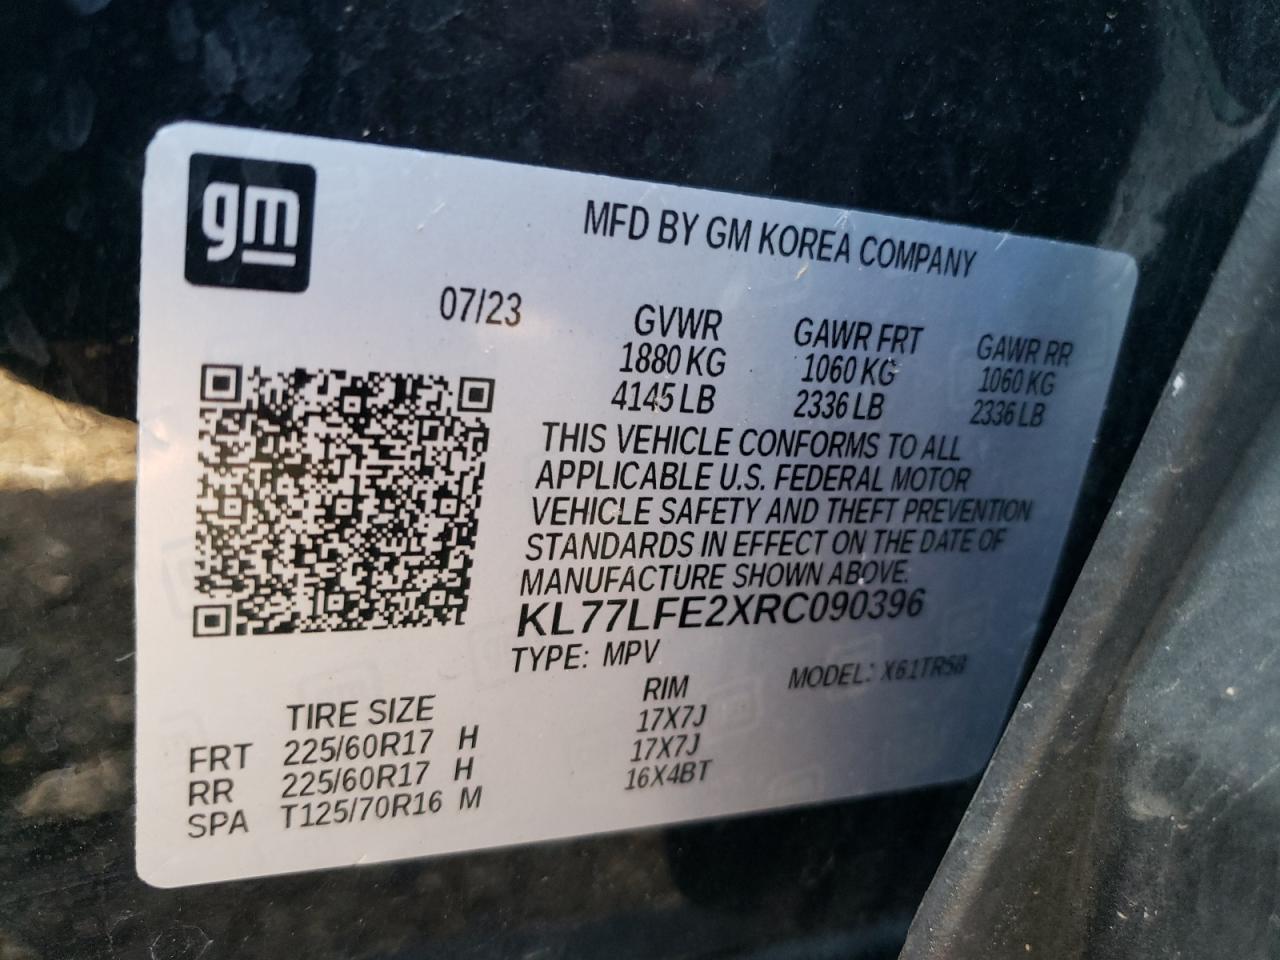 gm
MFD BY GM KOREA COMPANY
07/23 GVWR GAWR FRT GAWR RR
1880 KG 1060 KG 1060 KG
4145 LB 2336 LB 2336 LB
THIS VEHICLE CONFORMS TO ALL
APPLICABLE U.S. FEDERAL MOTOR
VEHICLE SAFETY AND THEFT PREVENTION
STANDARDS IN EFFECT ON THE DATE OF
MANUFACTURE SHOWN ABOVE.
KL77LFE2XRC090396
TYPE: MPV MODEL: X61TR58
TIRE SIZE RIM
FRT 225/60R17 H 17X7J
RR 225/60R17 H 17X7J
SPA T125/70R16 M 16X4BT